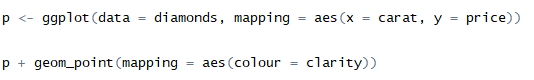 p <- ggplot(data = diamonds, mapping = aes(x = carat, y = price))
p + geom_point(mapping = aes(colour = clarity))